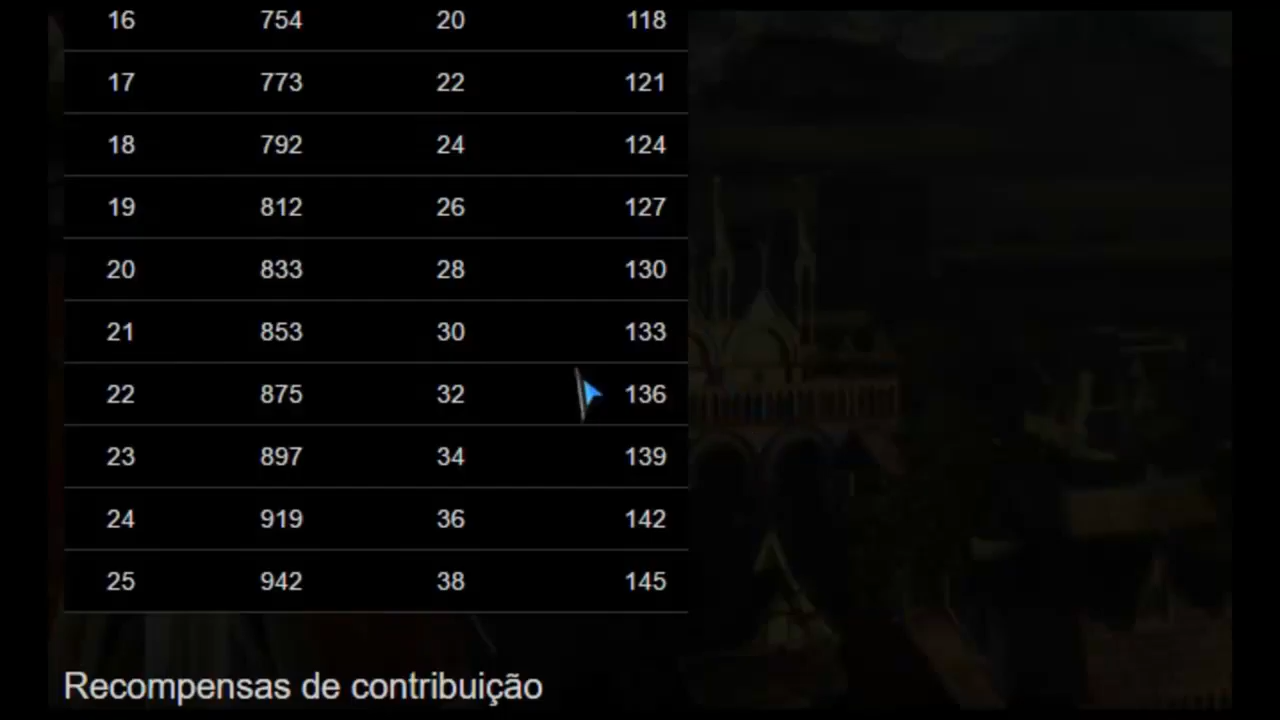 16 754 20 118
17 773 22 121
18 792 24 124
19 812 26 127
20 833 28 130
21 853 30 133
22 875 32 136
23 897 34 139
24 919 36 142
25 942 38 145
Recompensas de contribuição